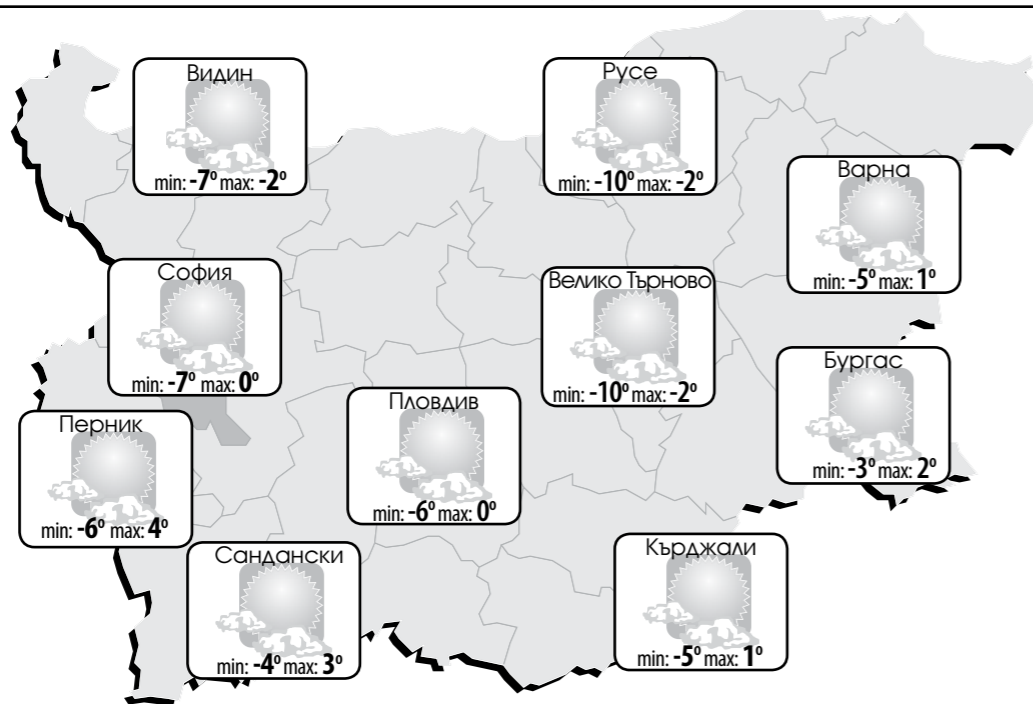 Видин
min: -7° max: -2°
Русе
min: -10° max: -2°
Варна
min: -5° max: 1°
София
min: -7° max: 0°
Велико Търново
min: -10° max: -2°
Бургас
min: -3° max: 2°
Пловдив
min: -6° max: 0°
Перник
min: -6° max: 4°
Сандански
min: -4° max: 3°
Кърджали
min: -5° max: 1°